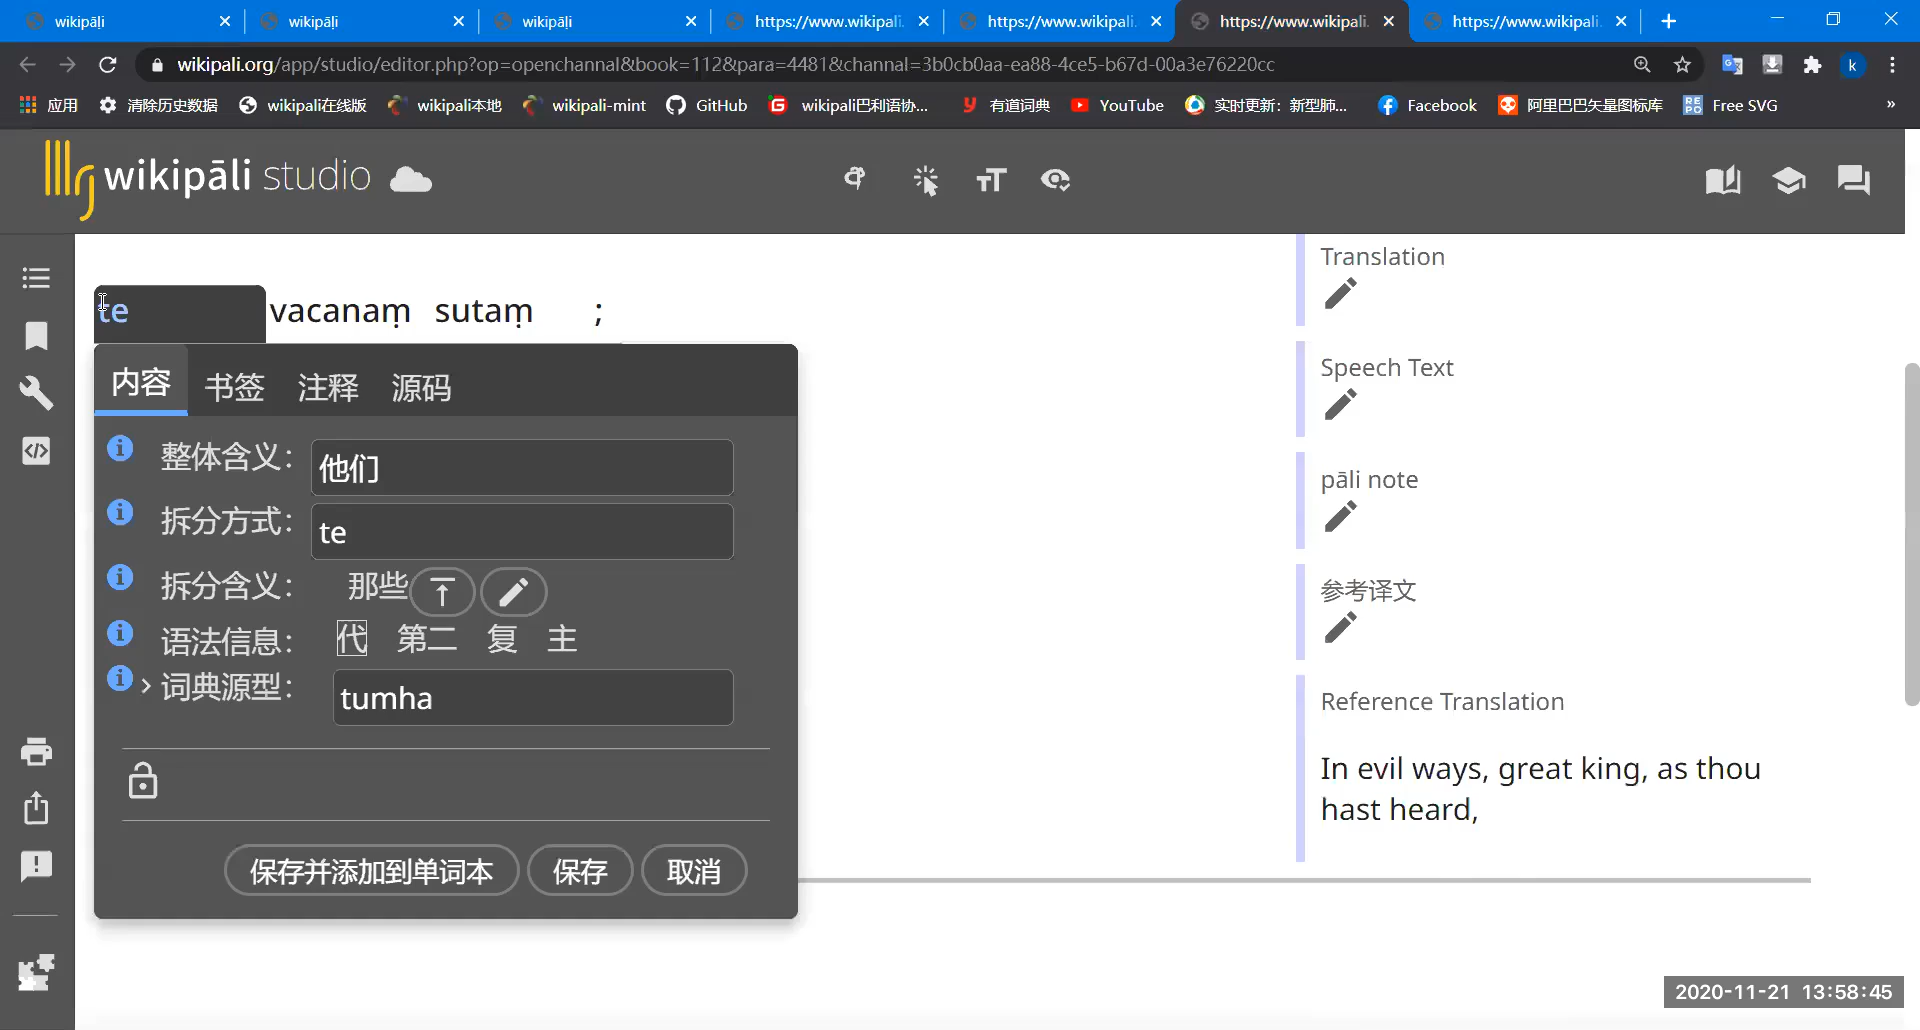 wikipāḷi
wikipāḷi
wikipāḷi
https://www.wikipali.
https://www.wikipali.
https://www.wikipali.
https://www.wikipali.
wikipali.org/app/studio/editor.php?op=openchannal&book=112&para=4481&channal=3b0cb0aa-ea88-4ce5-b67d-00a3e76220cc
k
应用
清除历史数据
wikipali在线版
wikipali本地
wikipali-mint
GitHub
wikipali巴利语协...
有道词典
YouTube
实时更新：新型肺...
Facebook
阿里巴巴矢量图标库
Free SVG
»
wikipāli studio
te vacanaṃ sutaṃ ;
内容 书签 注释 源码
整体含义： 他们
拆分方式： te
拆分含义： 那些
语法信息： 代 第二 复 主
词典源型： tumha
保存并添加到单词本 保存 取消
Translation
Speech Text
pāli note
参考译文
Reference Translation
In evil ways, great king, as thou
hast heard,
2020-11-21 13:58:45